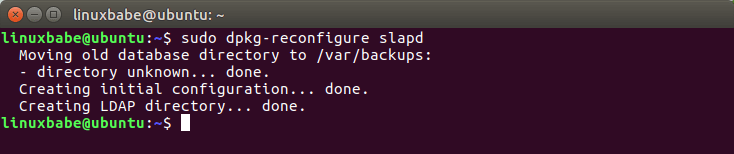 linuxbabe@ubuntu: ~
linuxbabe@ubuntu:~$ sudo dpkg-reconfigure slapd
  Moving old database directory to /var/backups:
  - directory unknown... done.
  Creating initial configuration... done.
  Creating LDAP directory... done.
linuxbabe@ubuntu:~$